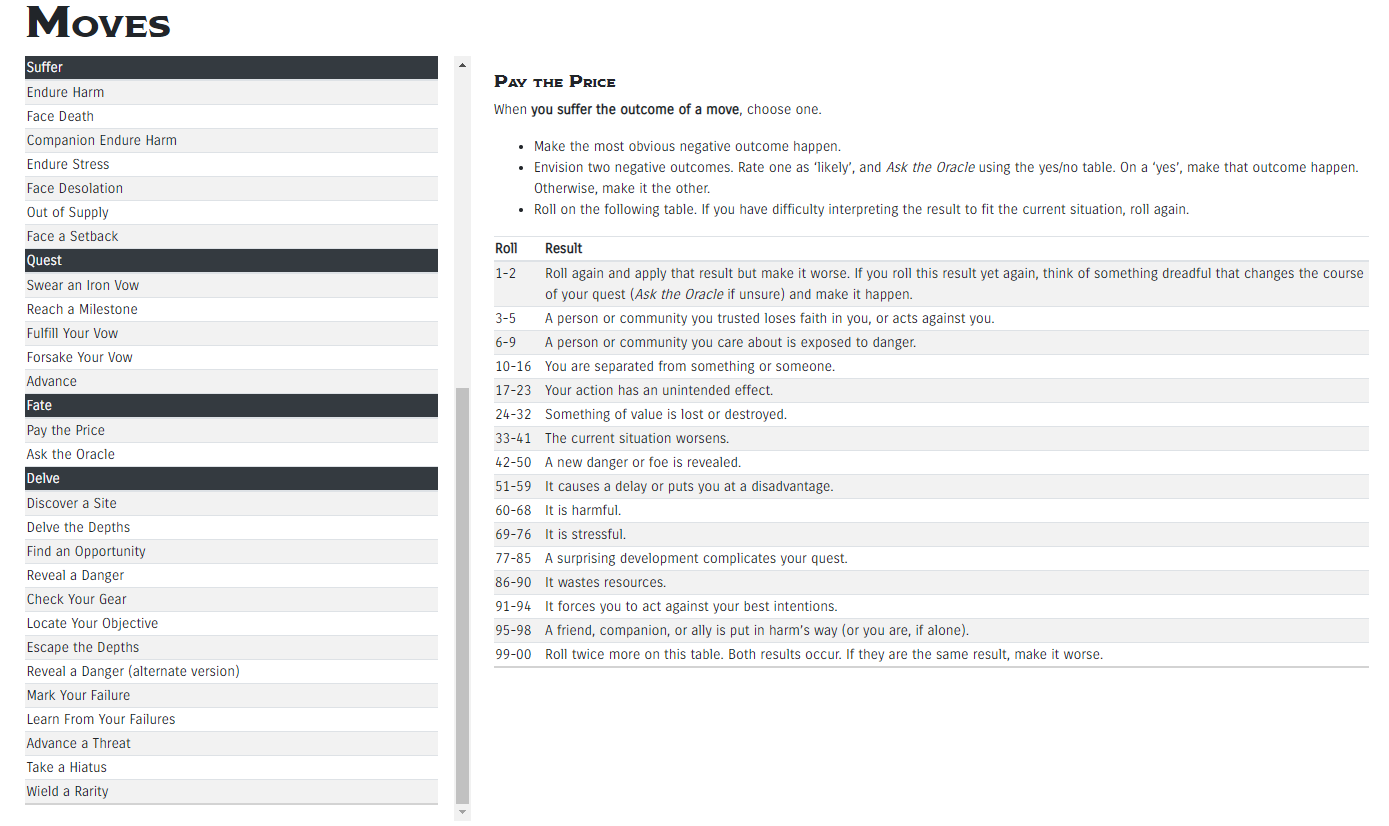 Moves
Suffer
Endure Harm
Face Death
Companion Endure Harm
Endure Stress
Face Desolation
Out of Supply
Face a Setback
Quest
Swear an Iron Vow
Reach a Milestone
Fulfill Your Vow
Forsake Your Vow
Advance
Fate
Pay the Price
Ask the Oracle
Delve
Discover a Site
Delve the Depths
Find an Opportunity
Reveal a Danger
Check Your Gear
Locate Your Objective
Escape the Depths
Reveal a Danger (alternate version)
Mark Your Failure
Learn From Your Failures
Advance a Threat
Take a Hiatus
Wield a Rarity
Pay the Price
When you suffer the outcome of a move, choose one.
• Make the most obvious negative outcome happen.
• Envision two negative outcomes. Rate one as ‘likely’, and Ask the Oracle using the yes/no table. On a ‘yes’, make that outcome happen.
Otherwise, make it the other.
• Roll on the following table. If you have difficulty interpreting the result to fit the current situation, roll again.
Roll Result
1-2 Roll again and apply that result but make it worse. If you roll this result yet again, think of something dreadful that changes the course
of your quest (Ask the Oracle if unsure) and make it happen.
3-5 A person or community you trusted loses faith in you, or acts against you.
6-9 A person or community you care about is exposed to danger.
10-16 You are separated from something or someone.
17-23 Your action has an unintended effect.
24-32 Something of value is lost or destroyed.
33-41 The current situation worsens.
42-50 A new danger or foe is revealed.
51-59 It causes a delay or puts you at a disadvantage.
60-68 It is harmful.
69-76 It is stressful.
77-85 A surprising development complicates your quest.
86-90 It wastes resources.
91-94 It forces you to act against your best intentions.
95-98 A friend, companion, or ally is put in harm’s way (or you are, if alone).
99-00 Roll twice more on this table. Both results occur. If they are the same result, make it worse.